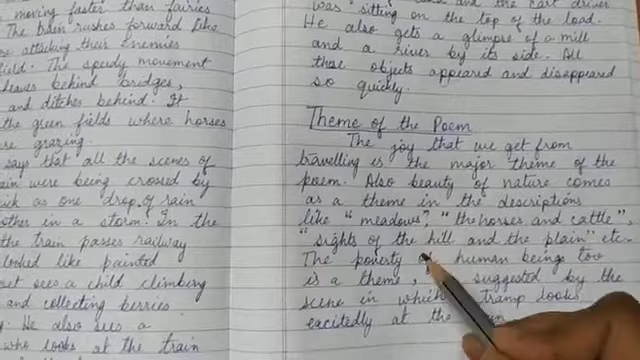 moving faster than fairies
The train rushes forward like
attacking their enemies
field. The speedy movement
leaves behind bridges,
and ditches behind. It
the green fields where horses
grazing.
says that all the scenes of
were being crossed by
as one drop of rain
in a storm. In the
the train passes railway
looked like painted
sees a child climbing
and collecting berries
He also sees a
who looks at the train
was sitting on the top of the load.
He also gets a glimpse of a mill
and a river by its side. All
these objects appeared and disappeared
so quickly.
Theme of the Poem
The joy that we get from
travelling is the major theme of the
poem. Also beauty of nature comes
as a theme in the descriptions
like "meadows", "the horses and cattle",
"sights of the hill and the plain" etc.
The poverty human beings too
is a theme, suggested by the
scene in which tramp looks
excitedly at the